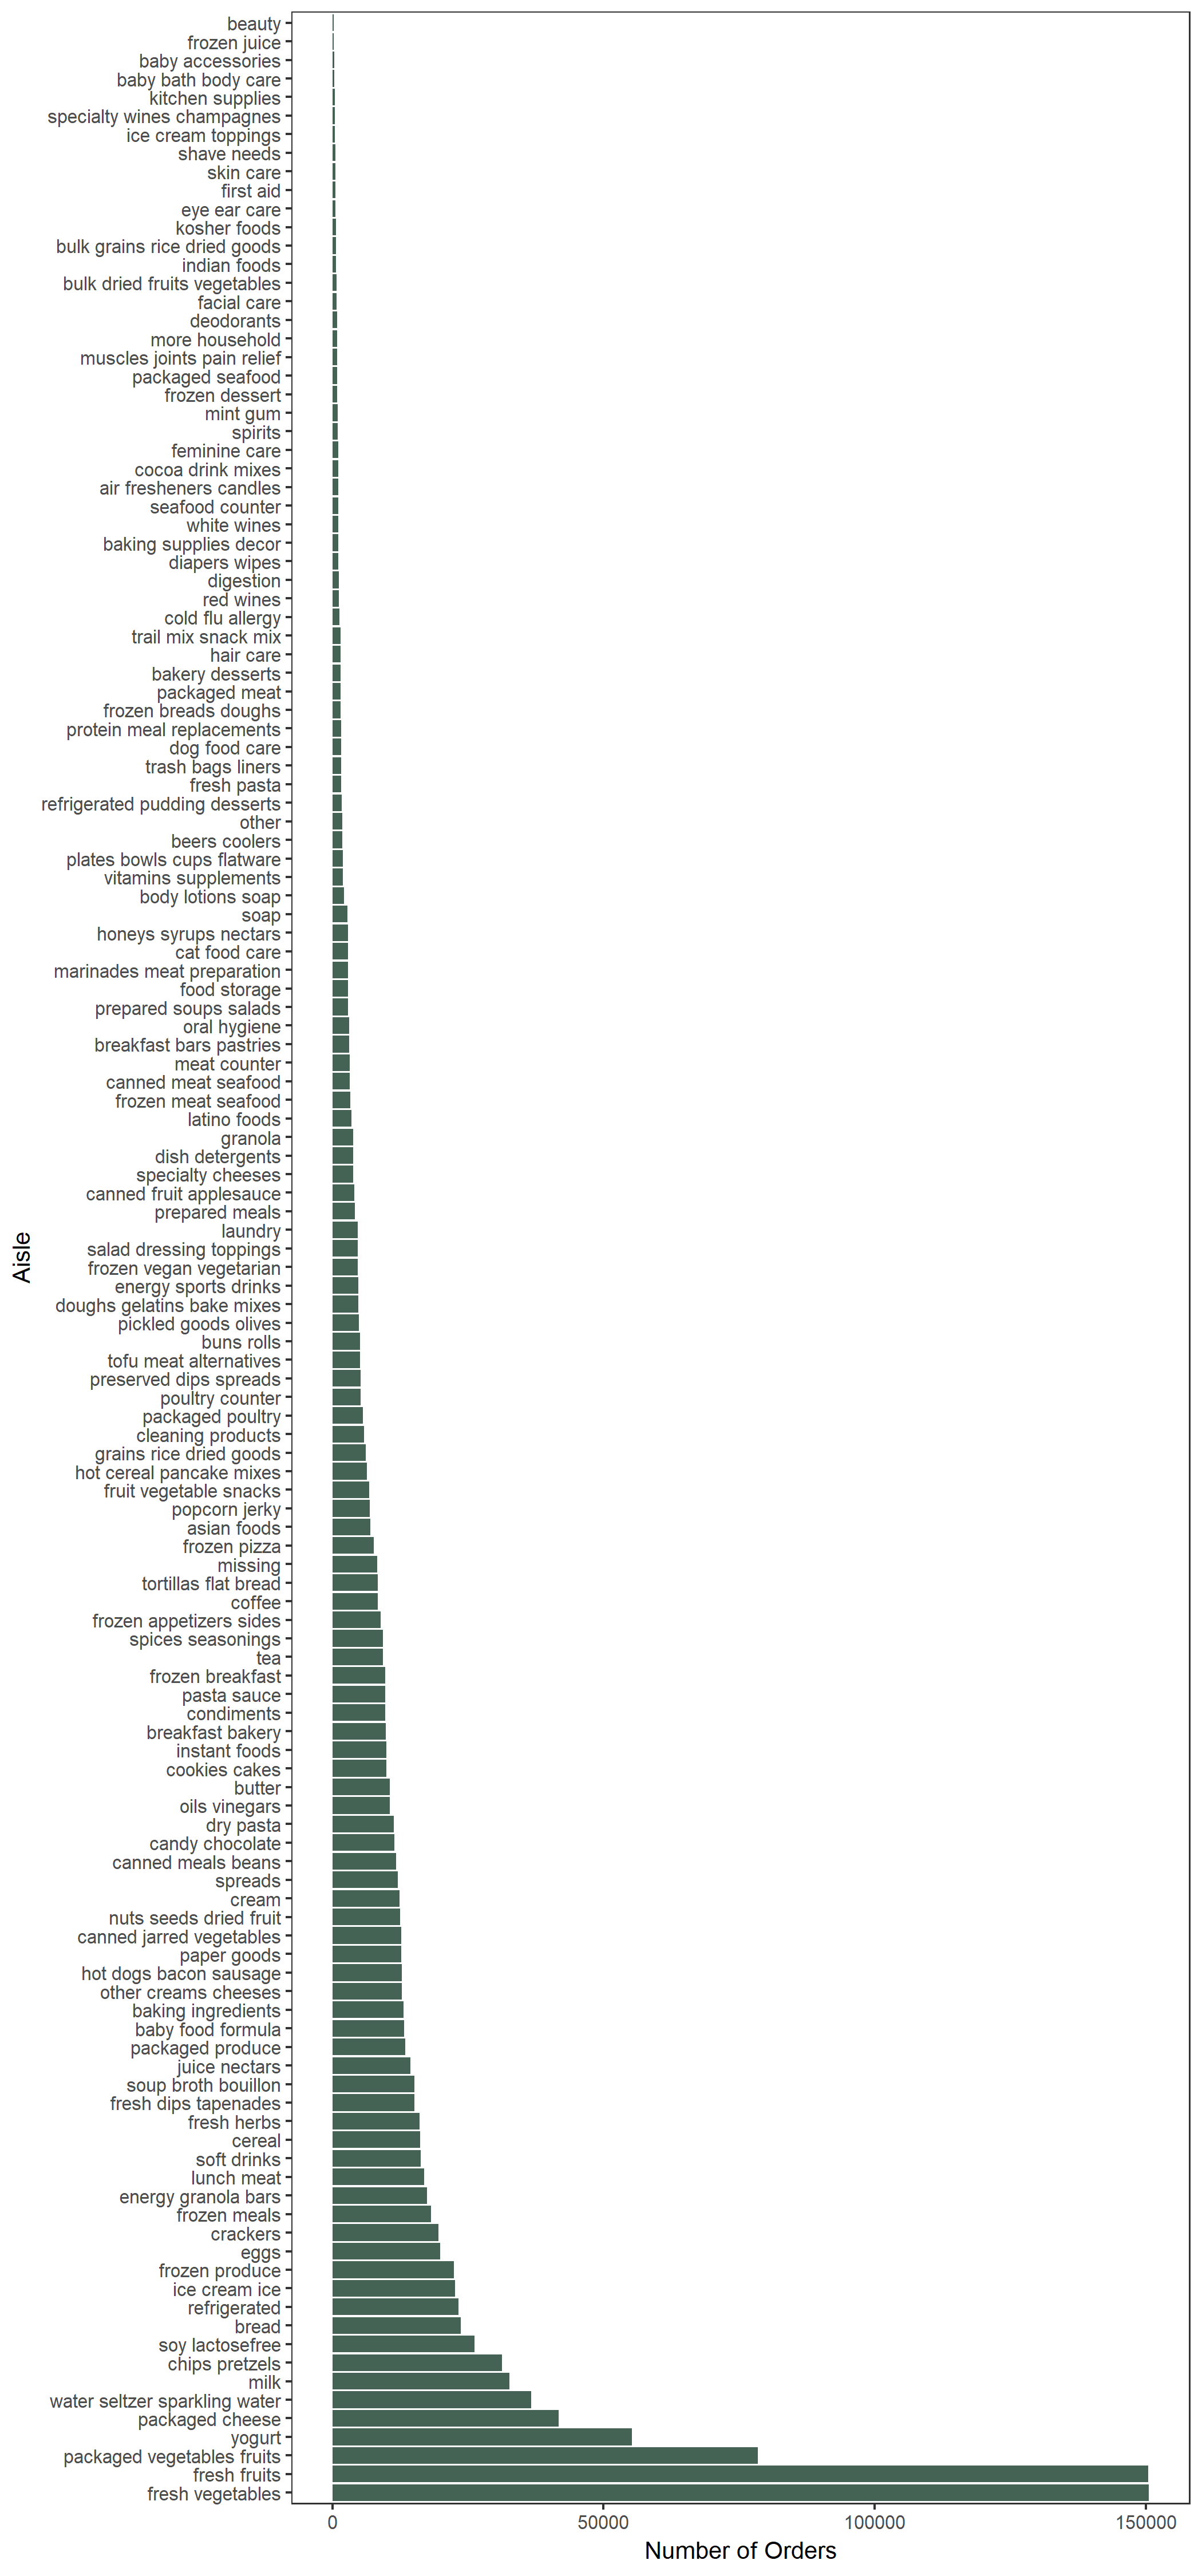 beauty
frozen juice
baby accessories
baby bath body care
kitchen supplies
specialty wines champagnes
ice cream toppings
shave needs
skin care
first aid
eye ear care
kosher foods
bulk grains rice dried goods
indian foods
bulk dried fruits vegetables
facial care
deodorants
more household
muscles joints pain relief
packaged seafood
frozen dessert
mint gum
spirits
feminine care
cocoa drink mixes
air fresheners candles
seafood counter
white wines
baking supplies decor
diapers wipes
digestion
red wines
cold flu allergy
trail mix snack mix
hair care
bakery desserts
packaged meat
frozen breads doughs
protein meal replacements
dog food care
trash bags liners
fresh pasta
refrigerated pudding desserts
other
beers coolers
plates bowls cups flatware
vitamins supplements
body lotions soap
soap
honeys syrups nectars
cat food care
marinades meat preparation
food storage
prepared soups salads
oral hygiene
breakfast bars pastries
meat counter
canned meat seafood
frozen meat seafood
latino foods
granola
dish detergents
specialty cheeses
canned fruit applesauce
prepared meals
laundry
salad dressing toppings
frozen vegan vegetarian
energy sports drinks
doughs gelatins bake mixes
pickled goods olives
buns rolls
tofu meat alternatives
preserved dips spreads
poultry counter
packaged poultry
cleaning products
grains rice dried goods
hot cereal pancake mixes
fruit vegetable snacks
popcorn jerky
asian foods
frozen pizza
missing
tortillas flat bread
coffee
frozen appetizers sides
spices seasonings
tea
frozen breakfast
pasta sauce
condiments
breakfast bakery
instant foods
cookies cakes
butter
oils vinegars
dry pasta
candy chocolate
canned meals beans
spreads
cream
nuts seeds dried fruit
canned jarred vegetables
paper goods
hot dogs bacon sausage
other creams cheeses
baking ingredients
baby food formula
packaged produce
juice nectars
soup broth bouillon
fresh dips tapenades
fresh herbs
cereal
soft drinks
lunch meat
energy granola bars
frozen meals
crackers
eggs
frozen produce
ice cream ice
refrigerated
bread
soy lactosefree
chips pretzels
milk
water seltzer sparkling water
packaged cheese
yogurt
packaged vegetables fruits
fresh fruits
fresh vegetables
Aisle
0 50000 100000 150000
Number of Orders